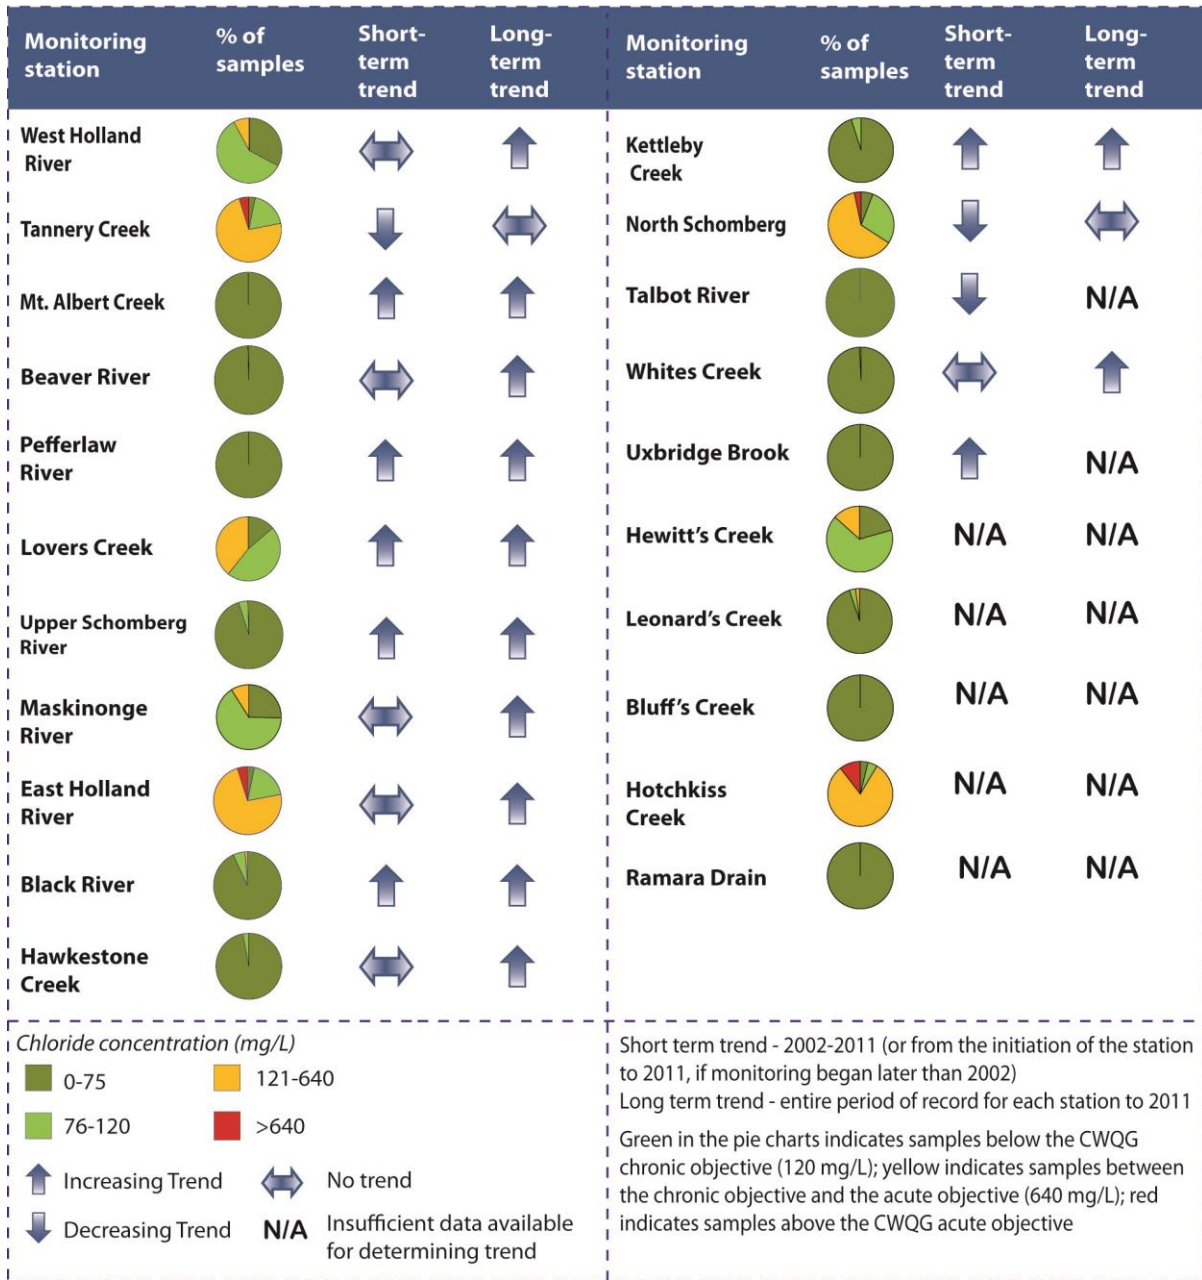 Monitoring
station
% of
samples
Short-
term
trend
Long-
term
trend
West Holland
River
Tannery Creek
Mt. Albert Creek
Beaver River
Pefferlaw
River
Lovers Creek
Upper Schomberg
River
Maskinonge
River
East Holland
River
Black River
Hawkestone
Creek
Monitoring
station
% of
samples
Short-
term
trend
Long-
term
trend
Kettleby
Creek
North Schomberg
Talbot River
N/A
Whites Creek
Uxbridge Brook
N/A
Hewitt's Creek
N/A
N/A
Leonard's Creek
N/A
N/A
Bluff's Creek
N/A
N/A
Hotchkiss
Creek
N/A
N/A
Ramara Drain
N/A
N/A
Chloride concentration (mg/L)
0-75
121-640
76-120
>640
Increasing Trend
No trend
Decreasing Trend
N/A
Insufficient data available
for determining trend
Short term trend - 2002-2011 (or from the initiation of the station
to 2011, if monitoring began later than 2002)
Long term trend - entire period of record for each station to 2011
Green in the pie charts indicates samples below the CWQG
chronic objective (120 mg/L); yellow indicates samples between
the chronic objective and the acute objective (640 mg/L); red
indicates samples above the CWQG acute objective